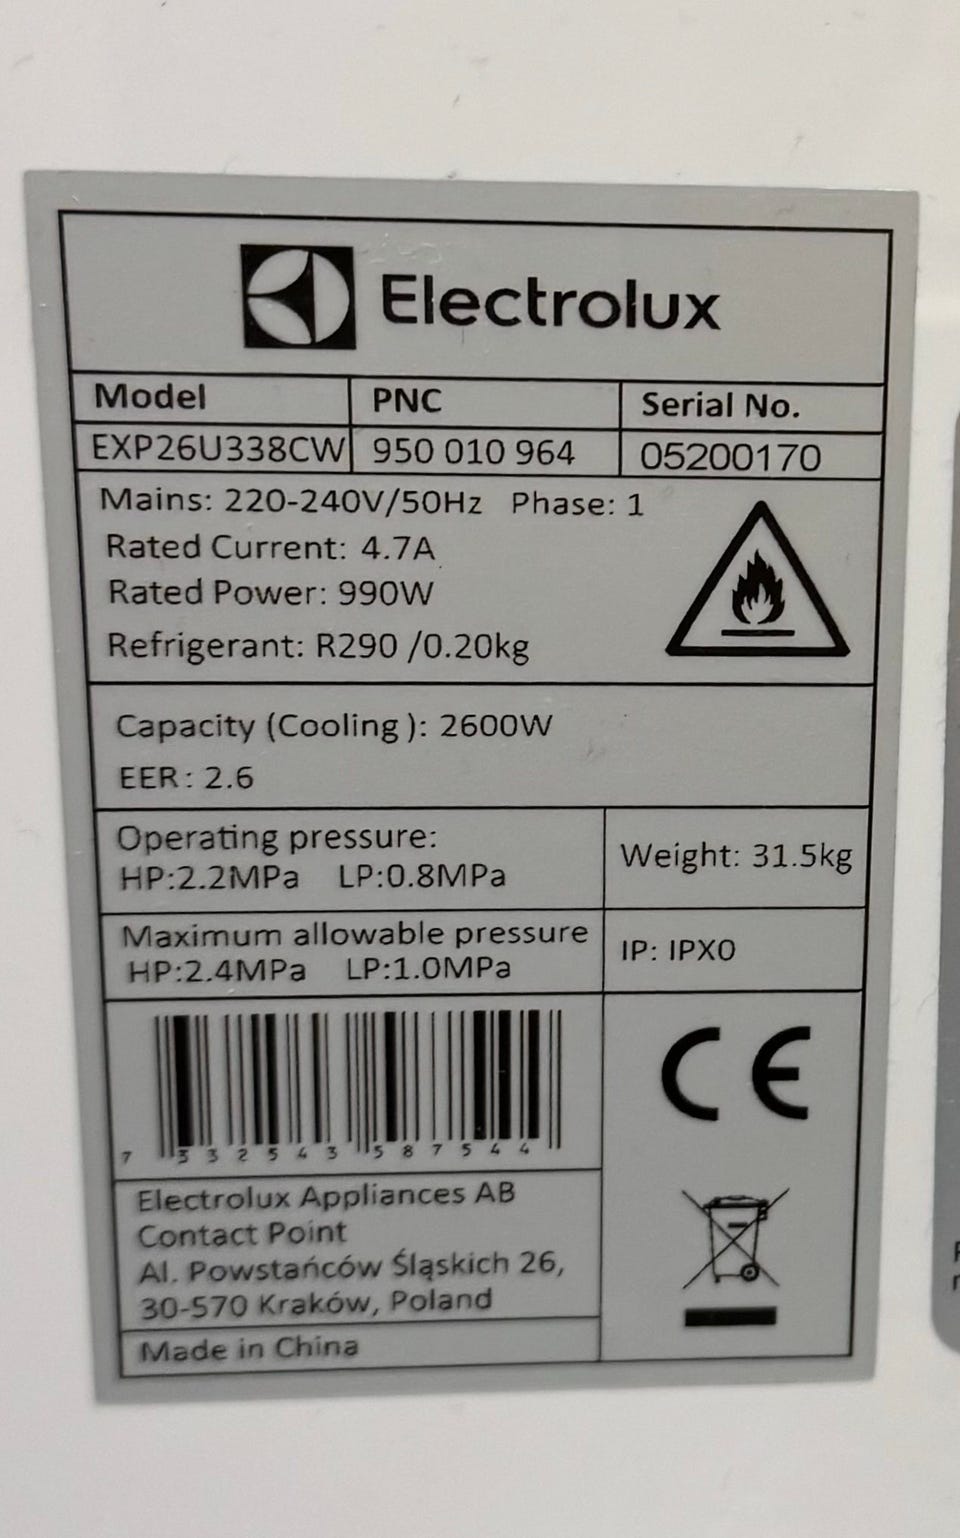 Electrolux
Model PNC Serial No.
EXP26U338CW 950 010 964 05200170
Mains: 220-240V/50Hz Phase: 1
Rated Current: 4.7A
Rated Power: 990W
Refrigerant: R290 /0.20kg
Capacity (Cooling ): 2600W
EER: 2.6
Operating pressure:
HP:2.2MPa LP:0.8MPa
Weight: 31.5kg
Maximum allowable pressure
HP:2.4MPa LP:1.0MPa
IP: IPX0
7 332543 587544
CE
Electrolux Appliances AB
Contact Point
Al. Powstańców Śląskich 26,
30-570 Kraków, Poland
Made in China